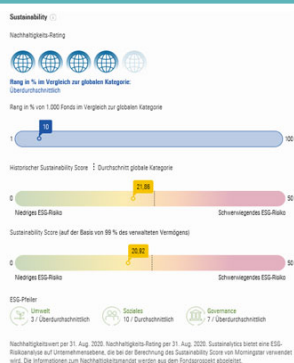 Sustainability
Nachhaltigkeits-Rating
Rang in % im Vergleich zur globalen Kategorie:
Überdurchschnittlich
Rang in % von 1.000 Fonds im Vergleich zur globalen Kategorie
10
1
100
Historischer Sustainability Score Durchschnitt globale Kategorie
21,86
0
50
Niedriges ESG-Risiko
Schwerwiegendes ESG-Risiko
Sustainability Score (auf der Basis von 99 % des verwalteten Vermögens)
20,92
0
50
Niedriges ESG-Risiko
Schwerwiegendes ESG-Risiko
ESG-Pfeiler
Umwelt
3 / Überdurchschnittlich
Soziales
10 / Durchschnittlich
Governance
7 / Überdurchschnittlich
Nachhaltigkeitswert per 31. Aug. 2020. Nachhaltigkeits-Rating per 31. Aug. 2020. Sustainalytics bietet eine ESG-
Risikoanalyse auf Unternehmensebene, die bei der Berechnung des Sustainability Score von Morningstar verwendet
wird. Die Informationen zum Nachhaltigkeitsmandat werden aus dem Fondsprospekt abgeleitet.